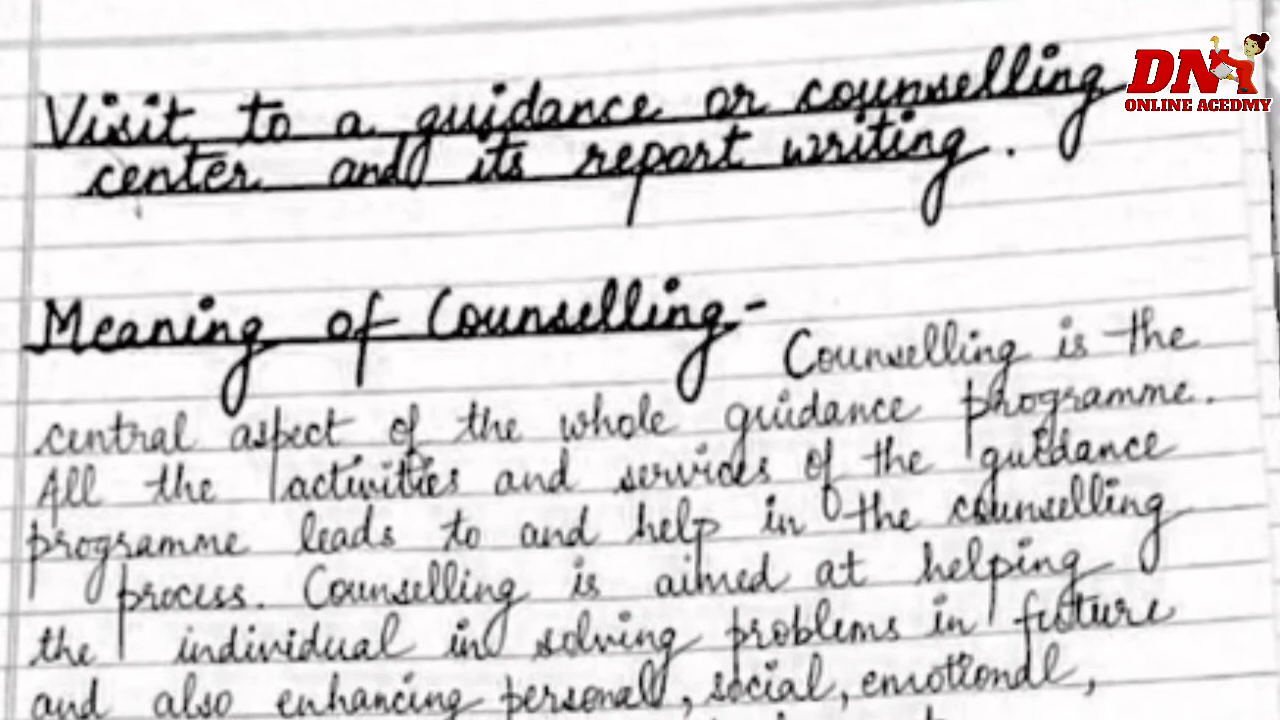 DN
ONLINE ACEDMY
Visit to a guidance or counselling
center and its report writing.
Meaning of Counselling-
Counselling is the
central aspect of the whole guidance programme.
All the activities and services of the guidance
programme leads to and help in the counselling
process. Counselling is aimed at helping
the individual in solving problems in future
and also enhancing personal, social, emotional,